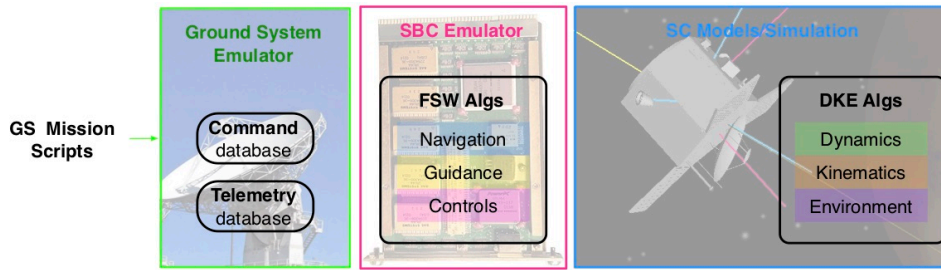 GS Mission
Scripts
Ground System
Emulator
Command
database
Telemetry
database
SBC Emulator
FSW Algs
Navigation
Guidance
Controls
SC Models/Simulation
DKE Algs
Dynamics
Kinematics
Environment